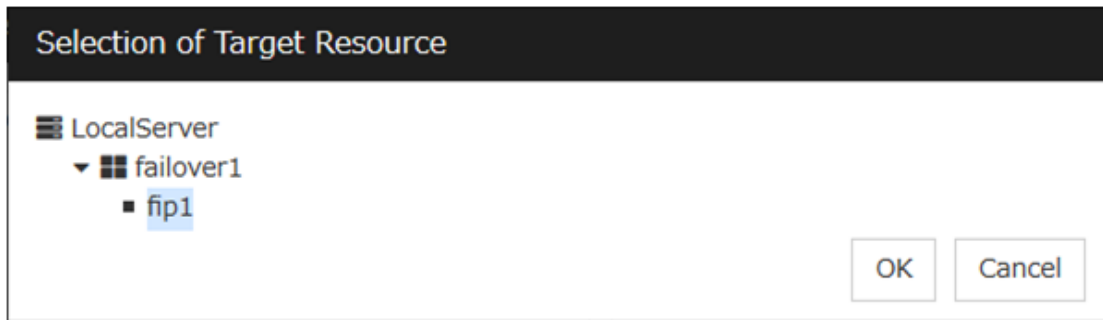 Selection of Target Resource
LocalServer
failover1
fip1
OK Cancel